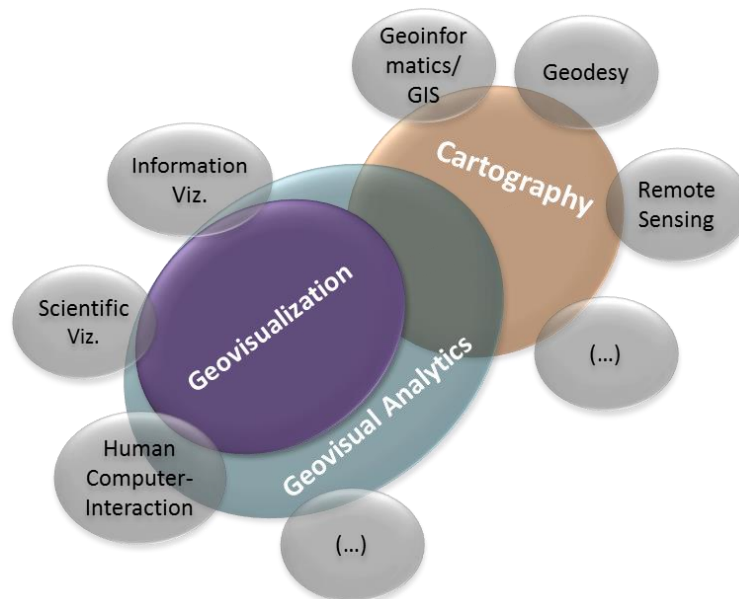 Geoinfor
matics/
GIS
Geodesy
Cartography
Information
Viz.
Remote
Sensing
Geovisualization
Scientific
Viz.
(...)
Geovisual Analytics
Human
Computer-
Interaction
(...)